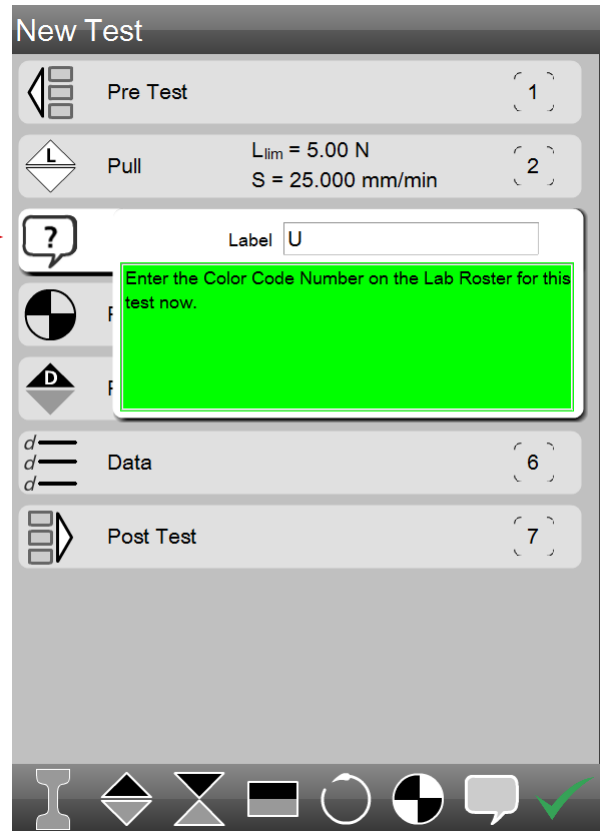 New Test
Pre Test
1
L
Pull
Llim = 5.00 N
S = 25.000 mm/min
2
?
Label U
Enter the Color Code Number on the Lab Roster for this
test now.
D
d
d
d
Data
6
Post Test
7